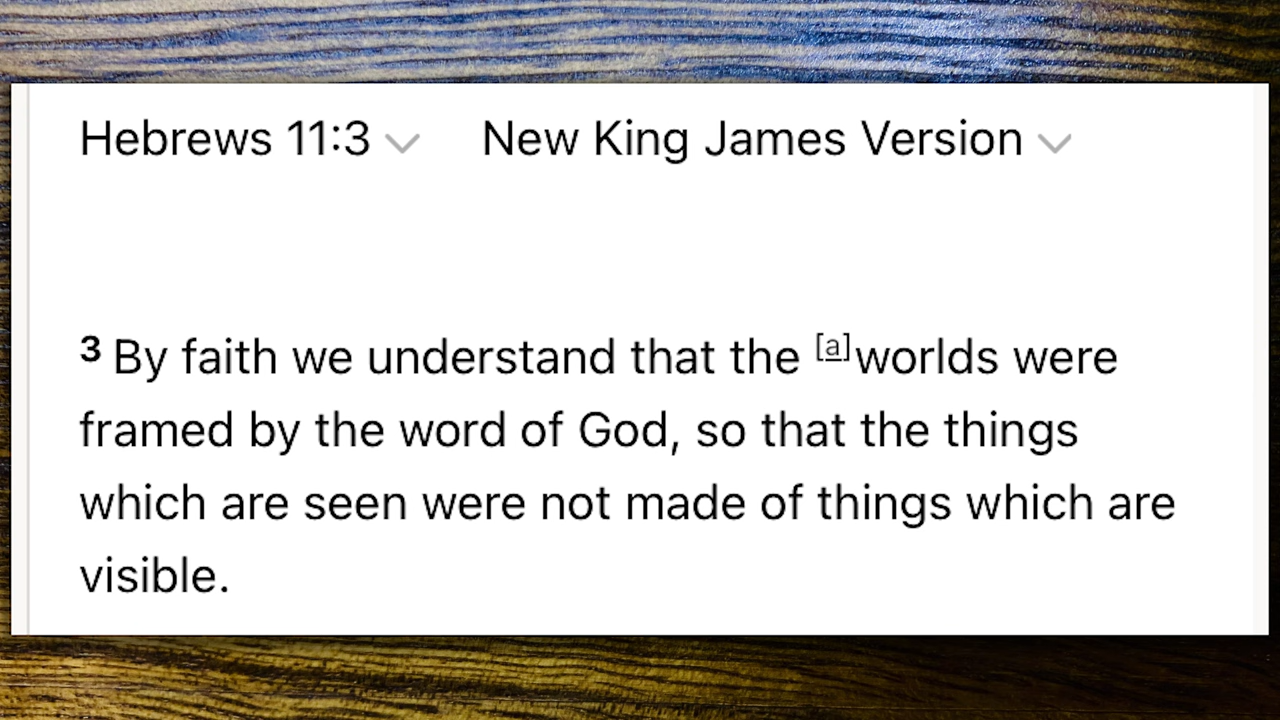 Hebrews 11:3 New King James Version
3 By faith we understand that the [a]worlds were
framed by the word of God, so that the things
which are seen were not made of things which are
visible.